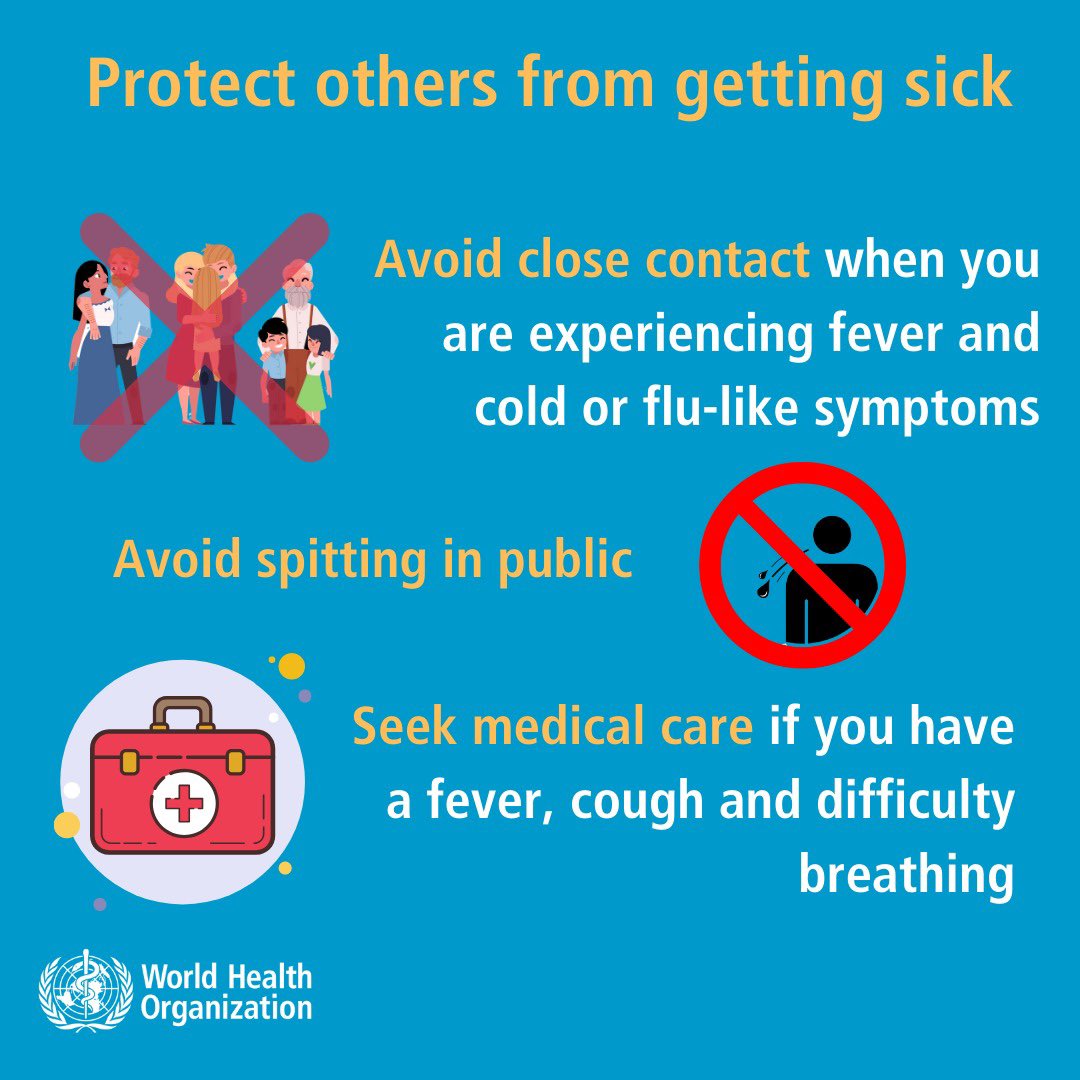 Protect others from getting sick
Avoid close contact when you
are experiencing fever and
cold or flu-like symptoms
Avoid spitting in public
Seek medical care if you have
a fever, cough and difficulty
breathing
World Health
Organization